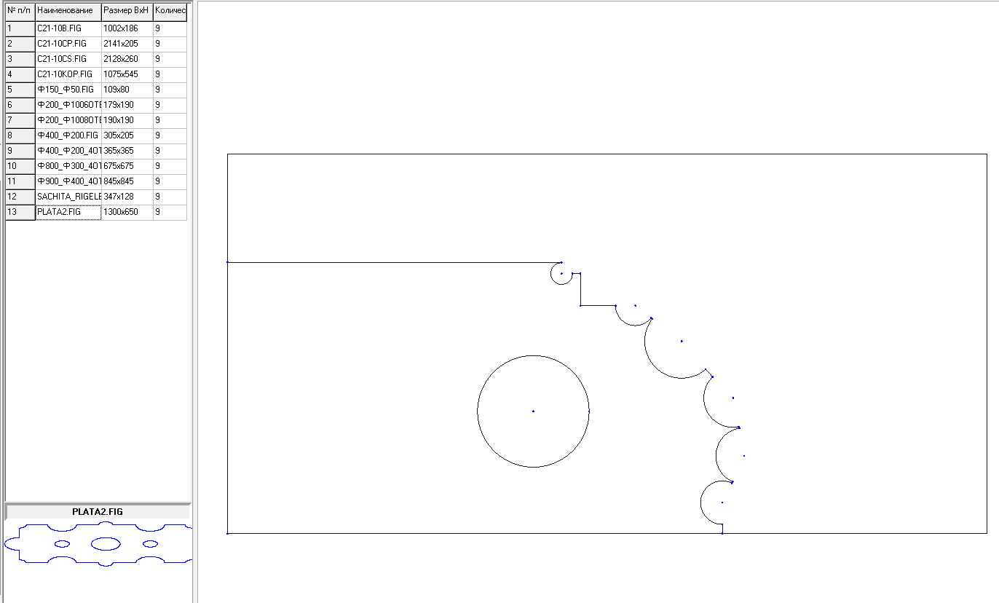 № п/п Наименование Размер ВхН Количес
1 C21-10B.FIG 1002x186 9
2 C21-10CP.FIG 2141x205 9
3 C21-10CS.FIG 2128x260 9
4 C21-10KOP.FIG 1075x545 9
5 Ф150_Ф50.FIG 109x80 9
6 Ф200_Ф1006ОТВ 179x190 9
7 Ф200_Ф1008ОТВ 190x190 9
8 Ф400_Ф200.FIG 305x205 9
9 Ф400_Ф200_4ОТ 365x365 9
10 Ф800_Ф300_4ОТ 675x675 9
11 Ф900_Ф400_4ОТ 845x845 9
12 SACHITA_RIGELE 347x128 9
13 PLATA2.FIG 1300x650 9
PLATA2.FIG